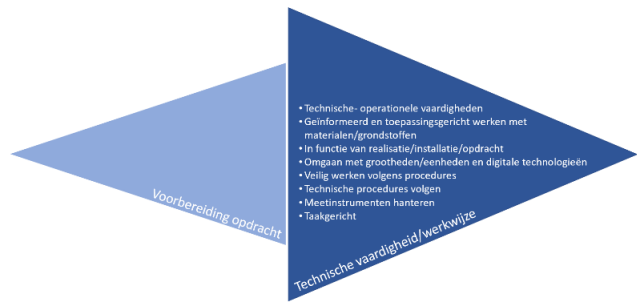 Voorbereiding opdracht
• Technische- operationele vaardigheden
• Geïnformeerd en toepassingsgericht werken met
materialen/grondstoffen
• In functie van realisatie/installatie/opdracht
• Omgaan met grootheden/eenheden en digitale technologieën
• Veilig werken volgens procedures
• Technische procedures volgen
• Meetinstrumenten hanteren
• Taakgericht
Technische vaardigheid/werkwijze